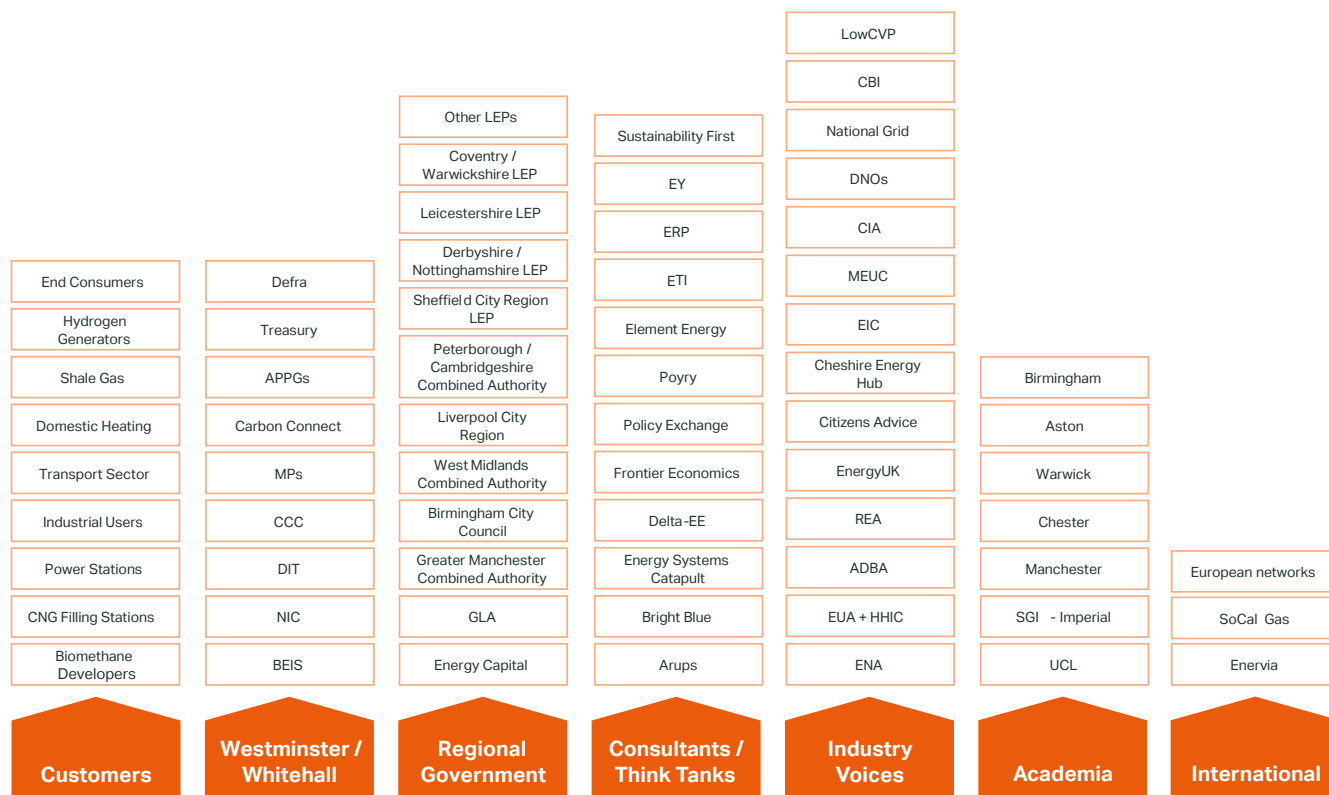 End Consumers
Hydrogen
Generators
Shale Gas
Domestic Heating
Transport Sector
Industrial Users
Power Stations
CNG Filling Stations
Biomethane
Developers
Customers
Defra
Treasury
APPGs
Carbon Connect
MPs
CCC
DIT
NIC
BEIS
Westminster /
Whitehall
Other LEPs
Coventry /
Warwickshire LEP
Leicestershire LEP
Derbyshire /
Nottinghamshire LEP
Sheffield City Region
LEP
Peterborough /
Cambridgeshire
Combined Authority
Liverpool City
Region
West Midlands
Combined Authority
Birmingham City
Council
Greater Manchester
Combined Authority
GLA
Energy Capital
Regional
Government
Sustainability First
EY
ERP
ETI
Element Energy
Poyry
Policy Exchange
Frontier Economics
Delta-EE
Energy Systems
Catapult
Bright Blue
Arups
Consultants /
Think Tanks
LowCVP
CBI
National Grid
DNOs
CIA
MEUC
EIC
Cheshire Energy
Hub
Citizens Advice
EnergyUK
REA
ADBA
EUA + HHIC
ENA
Industry
Voices
Birmingham
Aston
Warwick
Chester
Manchester
SGI - Imperial
UCL
Academia
European networks
SoCal Gas
Enervia
International